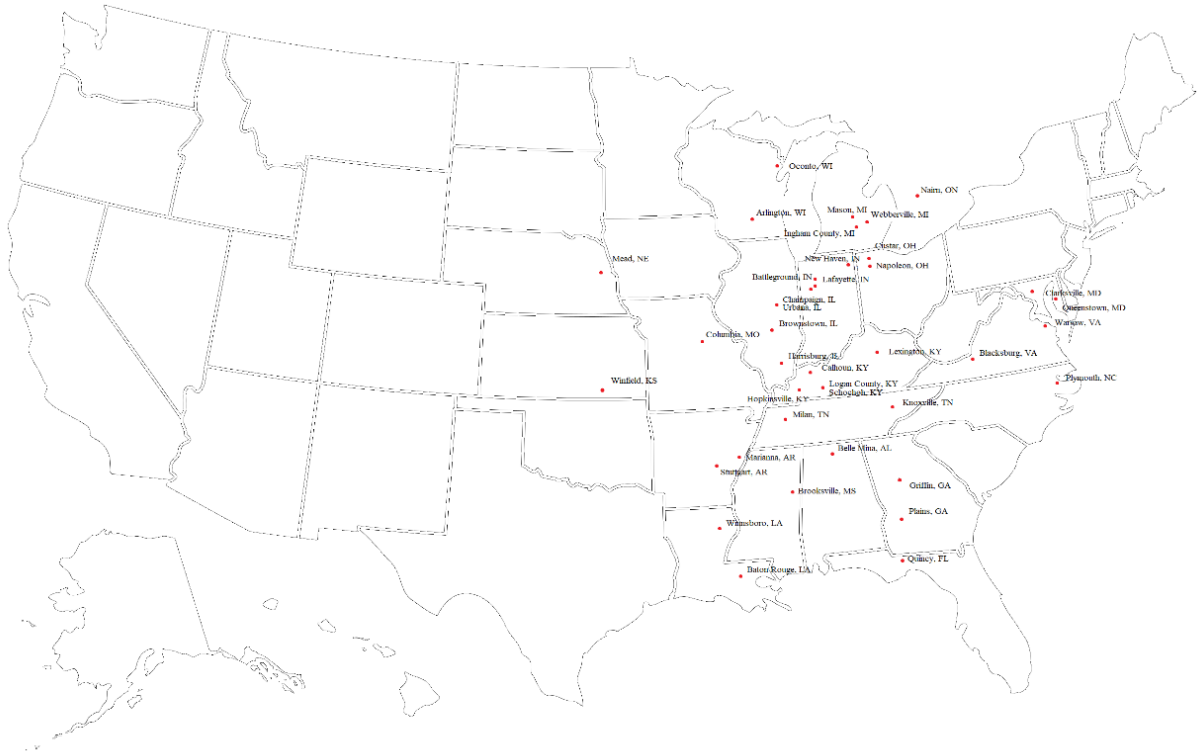 Oconto, WI
Nairn, ON
Arlington, WI
Mason, MI
Webberville, MI
Ingham County, MI
Custar, OH
New Haven, IN
Napoleon, OH
Mead, NE
Battleground, IN
Lafayette, IN
Clarksville, MD
Champaign, IL
Urbana, IL
Queenstown, MD
Brownstown, IL
Warsaw, VA
Columbia, MO
Harrisburg, IL
Lexington, KY
Blacksburg, VA
Calhoun, KY
Winfield, KS
Logan County, KY
Plymouth, NC
Hopkinsville, KY
Knoxville, TN
Milan, TN
Belle Mina, AL
Marianna, AR
Stuttgart, AR
Griffin, GA
Brooksville, MS
Plains, GA
Winnsboro, LA
Quincy, FL
Baton Rouge, LA